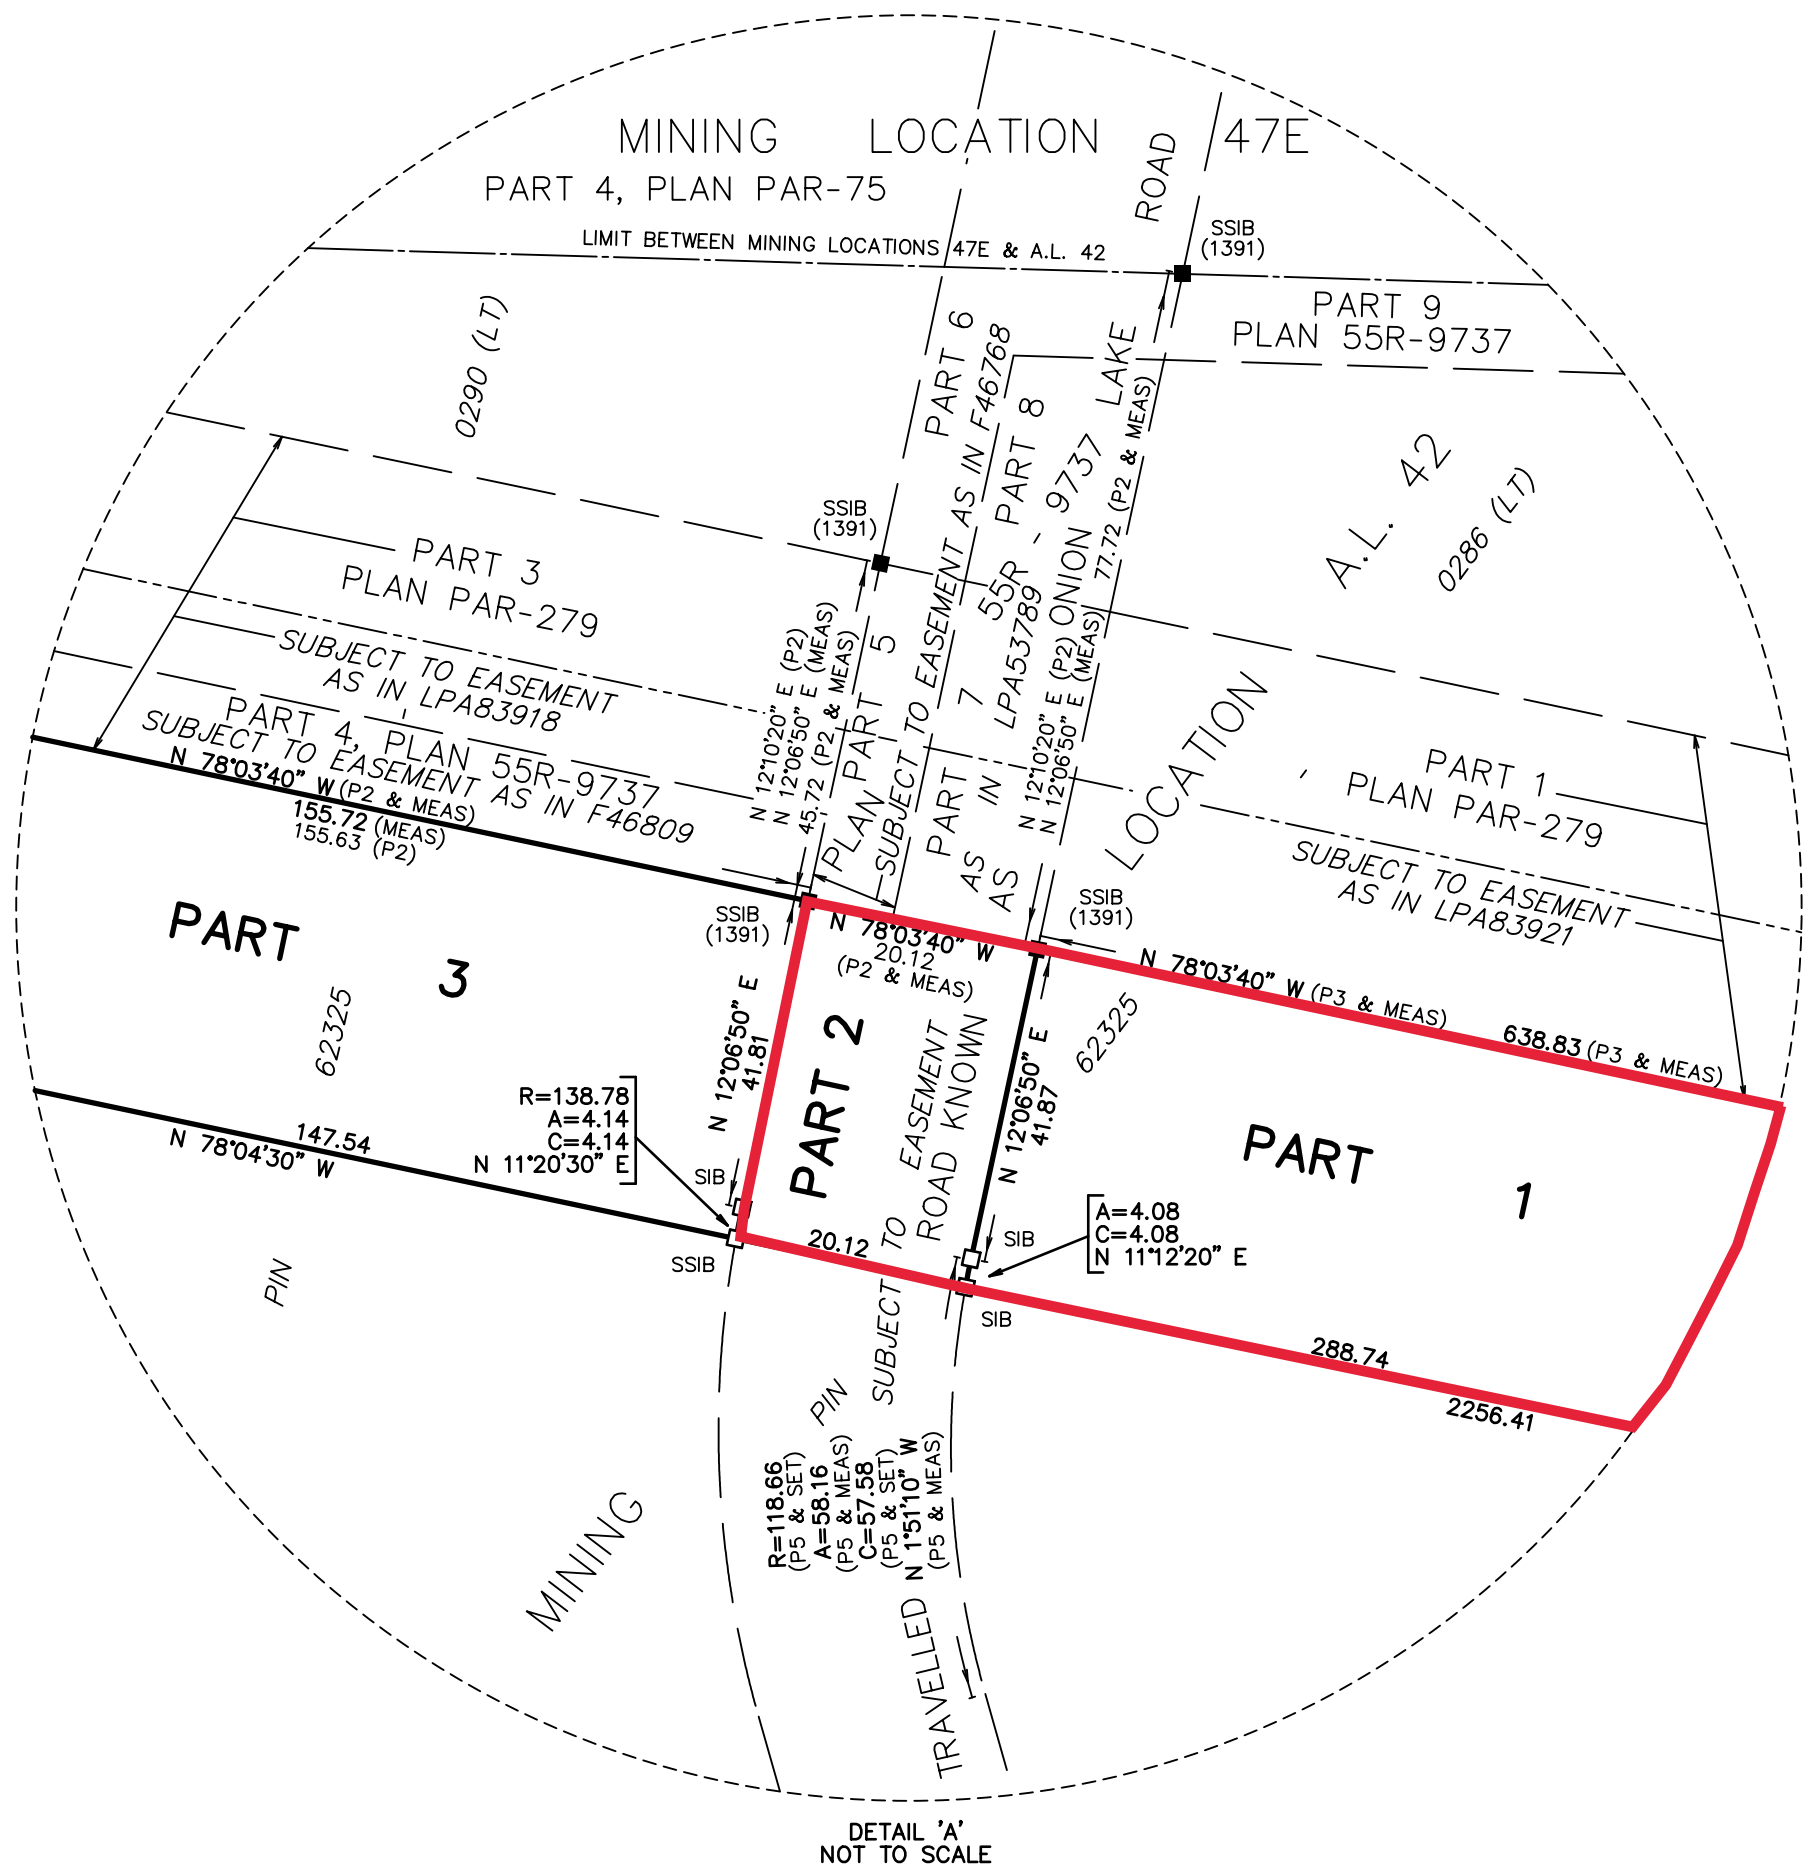 MINING LOCATION 47E
PART 4, PLAN PAR-75
ROAD
LIMIT BETWEEN MINING LOCATIONS 47E & A.L. 42
SSIB
(1391)
PART 9
PLAN 55R-9737
0290 (LT)
PART 6
SUBJECT TO EASEMENT AS IN F46768
PART 8
LAKE
77.72 (P2 & MEAS)
A.L. 42
0286 (LT)
SSIB
(1391)
PART 3
PLAN PAR-279
SUBJECT TO EASEMENT
AS IN LPA83918
PART 4, PLAN 55R-9737
SUBJECT TO EASEMENT AS IN F46809
N 78°03'40" W (P2 & MEAS)
155.72 (MEAS)
155.63 (P2)
N 12°10'20" E (P2)
N 12°06'50" E (MEAS)
45.72 (P2 & MEAS)
PLAN PART 5
PART 7
55R - 9737
AS IN LPA53789
AS ONION
N 12°10'20" E (P2)
N 12°06'50" E (MEAS)
LOCATION
PART 1
PLAN PAR-279
SUBJECT TO EASEMENT
AS IN LPA83921
SSIB
(1391)
SSIB
(1391)
N 78°03'40" W
20.12
(P2 & MEAS)
N 78°03'40" W (P3 & MEAS)
638.83 (P3 & MEAS)
PART 3
62325
N 12°06'50" E
41.81
PART 2
SUBJECT TO EASEMENT
ROAD KNOWN
N 12°06'50" E
41.87
62325
PART 1
R=138.78
A=4.14
C=4.14
N 11°20'30" E
147.54
N 78°04'30" W
SIB
SSIB
20.12
SIB
SIB
A=4.08
C=4.08
N 11°12'20" E
288.74
2256.41
PIN
PIN
R=118.66
(P5 & SET)
A=58.16
(P5 & MEAS)
C=57.58
(P5 & SET)
N 1°51'10" W
(P5 & MEAS)
MINING
TRAVELLED
DETAIL 'A'
NOT TO SCALE